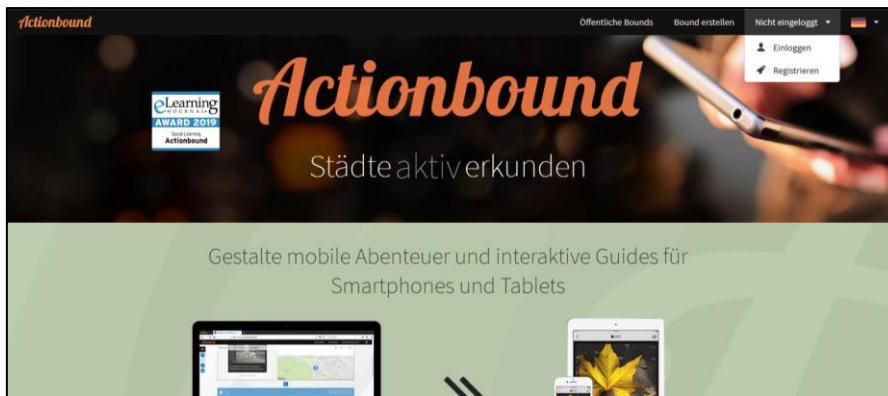 Actionbound
Öffentliche Bounds
Bound erstellen
Nicht eingeloggt
Einloggen
Registrieren
Actionbound
eLearning
JOURNAL
AWARD 2019
Social Learning
Actionbound
Städte aktiv erkunden
Gestalte mobile Abenteuer und interaktive Guides für
Smartphones und Tablets